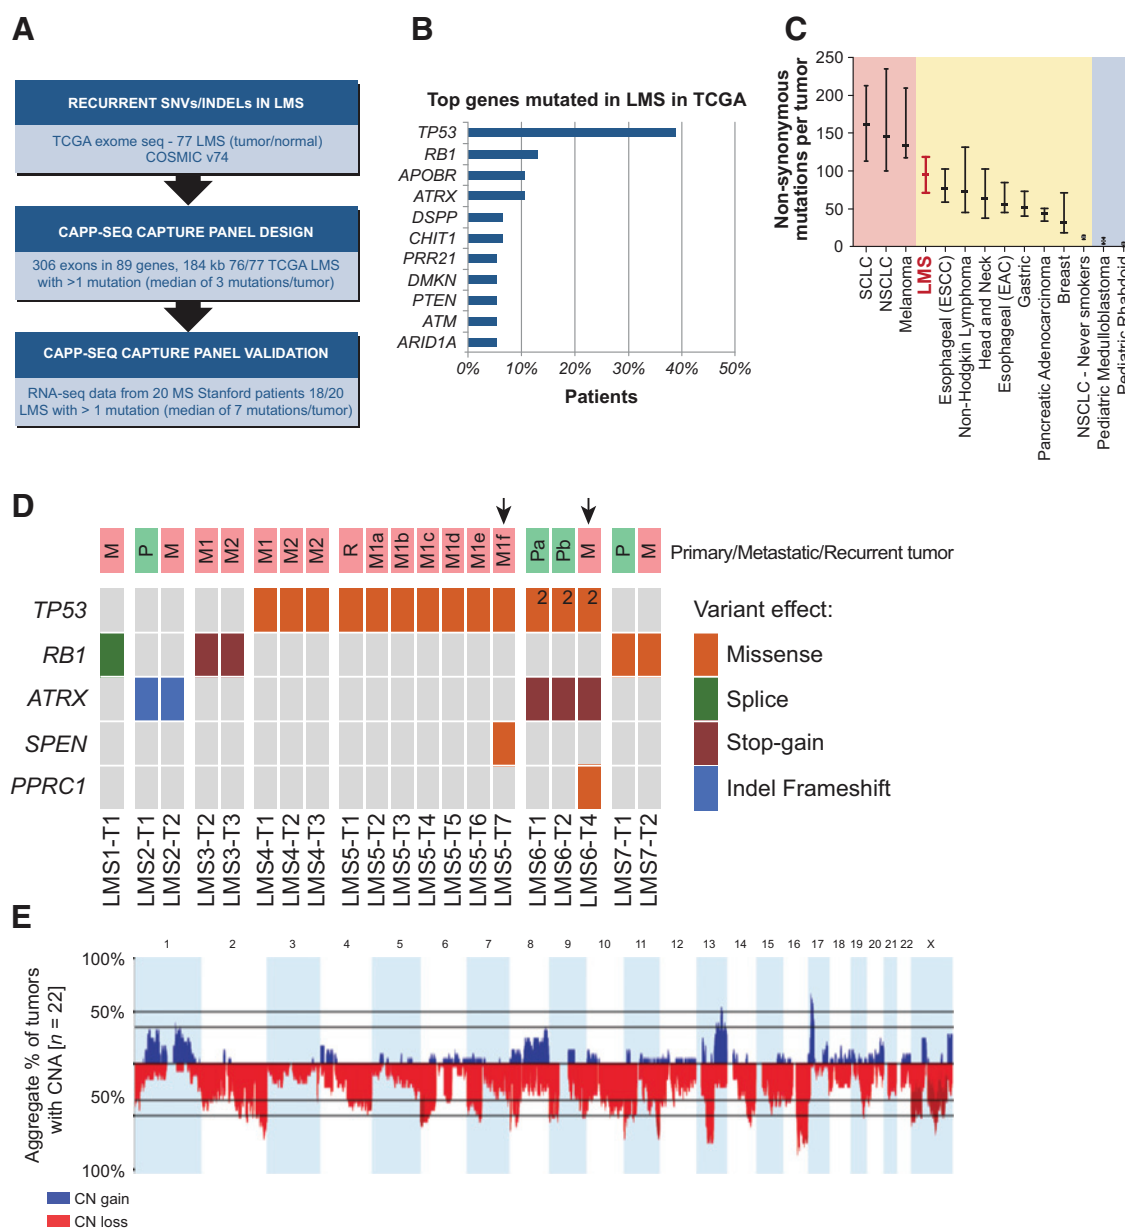 A
RECURRENT SNVs/INDELS IN LMS
TCGA exome seq - 77 LMS (tumor/normal)
COSMIC v74
CAPP-SEQ CAPTURE PANEL DESIGN
306 exons in 89 genes, 184 kb 76/77 TCGA LMS
with >1 mutation (median of 3 mutations/tumor)
CAPP-SEQ CAPTURE PANEL VALIDATION
RNA-seq data from 20 MS Stanford patients 18/20
LMS with > 1 mutation (median of 7 mutations/tumor)
B
Top genes mutated in LMS in TCGA
TP53
RB1
APOBR
ATRX
DSPP
CHIT1
PRR21
DMKN
PTEN
ATM
ARID1A
0% 10% 20% 30% 40% 50%
Patients
C
Non-synonymous
mutations per tumor
250
200
150
100
50
0
SCLC
NSCLC
Melanoma
LMS
Esophageal (ESCC)
Non-Hodgkin Lymphoma
Head and Neck
Esophageal (EAC)
Gastric
Pancreatic Adenocarcinoma
Breast
NSCLC - Never smokers
Pediatric Medulloblastoma
Pediatric Rhabdoid
D
M P M M1 M2 M1 M2 M2 R M1a M1b M1c M1d M1e M1f Pa Pb M P M
Primary/Metastatic/Recurrent tumor
TP53 2 2 2
RB1
ATRX
SPEN
PPRC1
Variant effect:
Missense
Splice
Stop-gain
Indel Frameshift
LMS1-T1
LMS2-T1
LMS2-T2
LMS3-T2
LMS3-T3
LMS4-T1
LMS4-T2
LMS4-T3
LMS5-T1
LMS5-T2
LMS5-T3
LMS5-T4
LMS5-T5
LMS5-T6
LMS5-T7
LMS6-T1
LMS6-T2
LMS6-T4
LMS7-T1
LMS7-T2
E
Aggregate % of tumors
with CNA [n = 22]
1 2 3 4 5 6 7 8 9 10 11 12 13 14 15 16 17 18 19 20 21 22 X
100%
50%
50%
100%
CN gain
CN loss